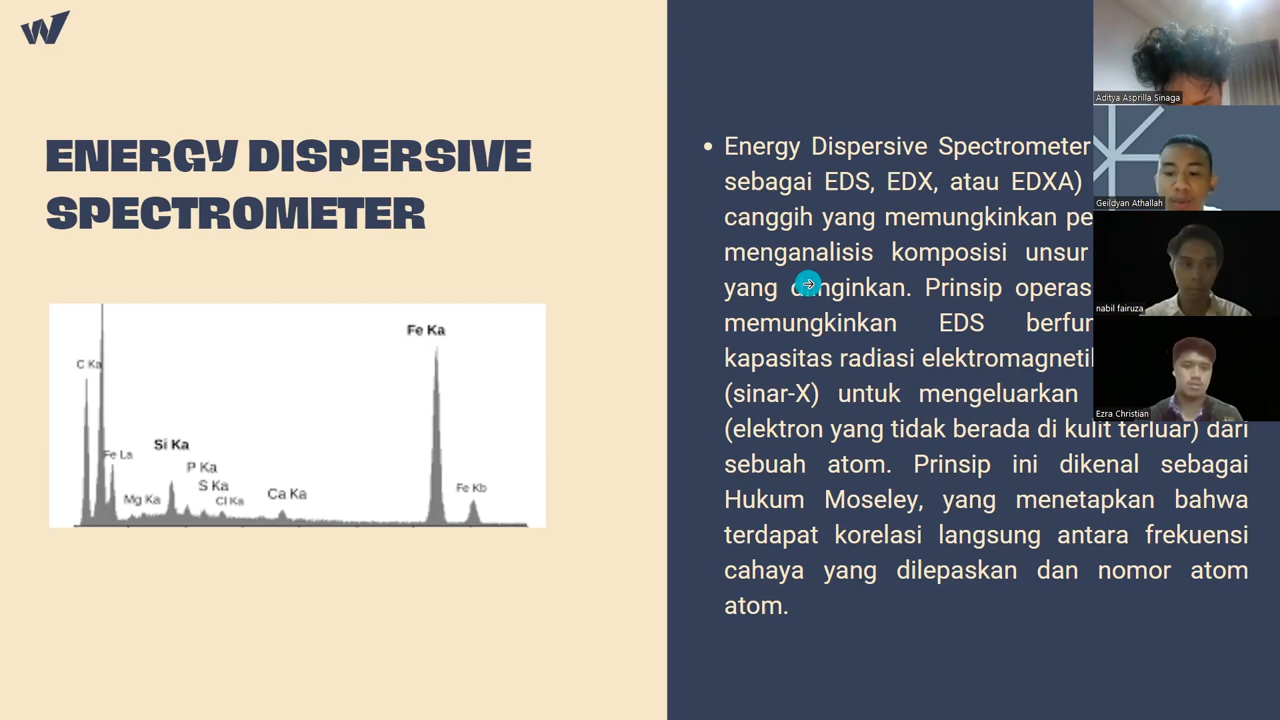 W
ENERGY DISPERSIVE
SPECTROMETER
Fe Ka
C Ka
Si Ka
Fe La
P Ka
S Ka
Mg Ka
Cl Ka
Ca Ka
Fe Kb
• Energy Dispersive Spectrometer
sebagai EDS, EDX, atau EDXA)
canggih yang memungkinkan
menganalisis komposisi unsur
yang Prinsip
memungkinkan EDS
kapasitas radiasi
(sinar-X) untuk mengeluarkan
(elektron yang tidak berada di kulit terluar) dari
sebuah atom. Prinsip ini dikenal sebagai
Hukum Moseley, yang menetapkan bahwa
terdapat korelasi langsung antara frekuensi
cahaya yang dilepaskan dan nomor atom
atom.
Aditya Asprilla Sinaga
Geildyan Athallah
nabil fairuza
Ezra Christian